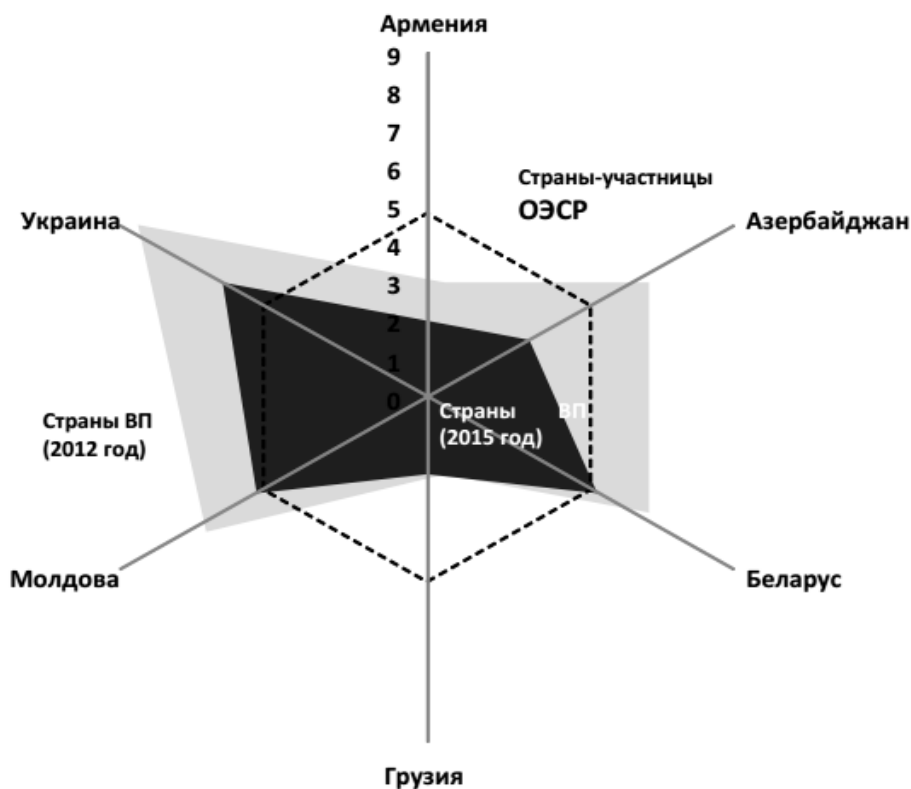 Армения
9
8
7
6
5
4
3
2
1
0
Страны-участницы
ОЭСР
Украина
Азербайджан
Страны ВП
(2012 год)
Страны ВП
(2015 год)
Молдова
Беларус
Грузия